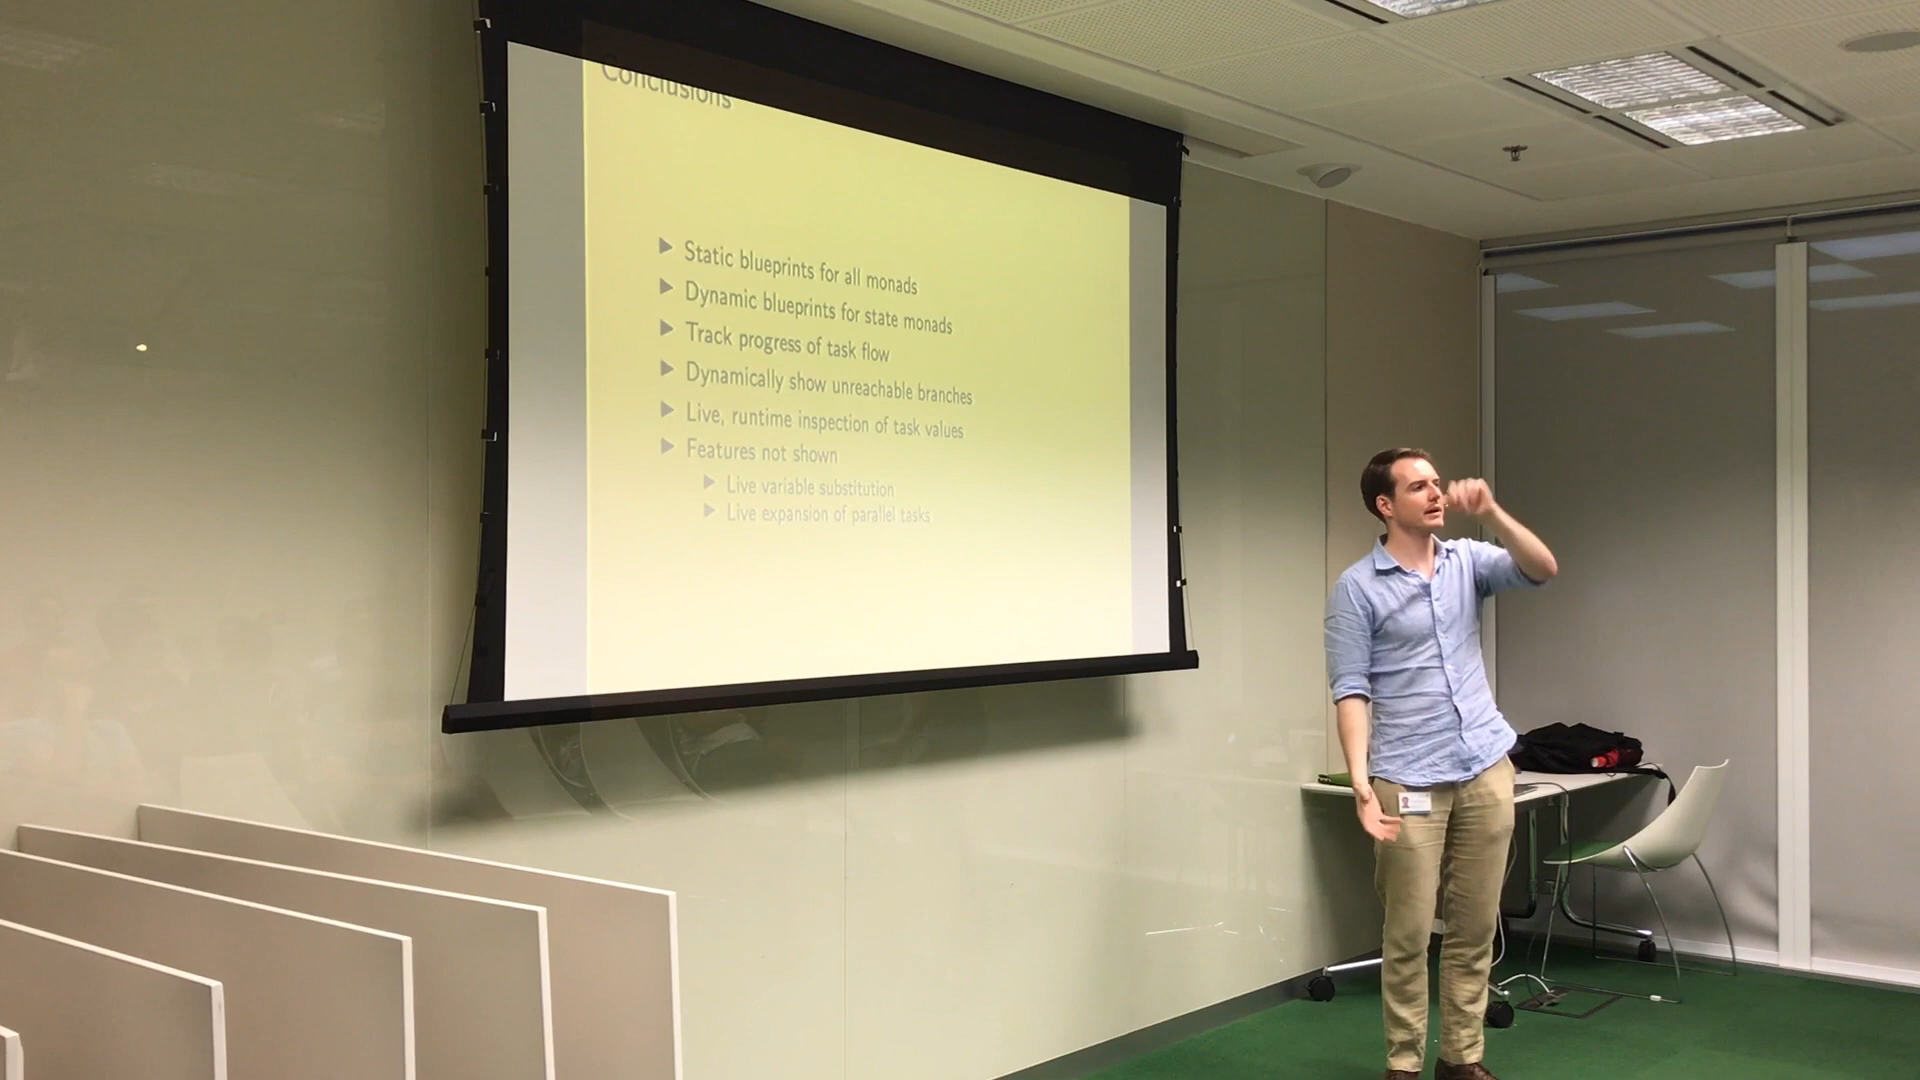 Conclusions
Static blueprints for all monads
Dynamic blueprints for state monads
Track progress of task flow
Dynamically show unreachable branches
Live, runtime inspection of task values
Features not shown
Live variable substitution
Live expansion of parallel tasks